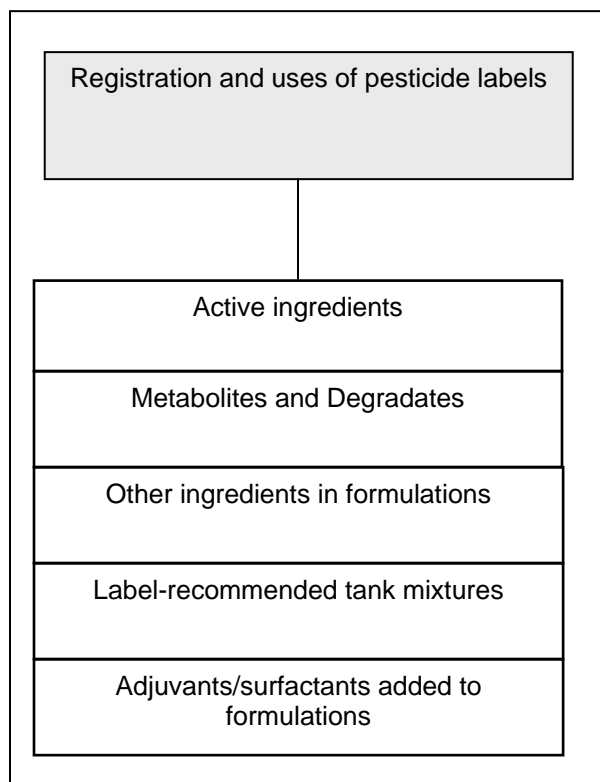 Registration and uses of pesticide labels
Active ingredients
Metabolites and Degradates
Other ingredients in formulations
Label-recommended tank mixtures
Adjuvants/surfactants added to
formulations